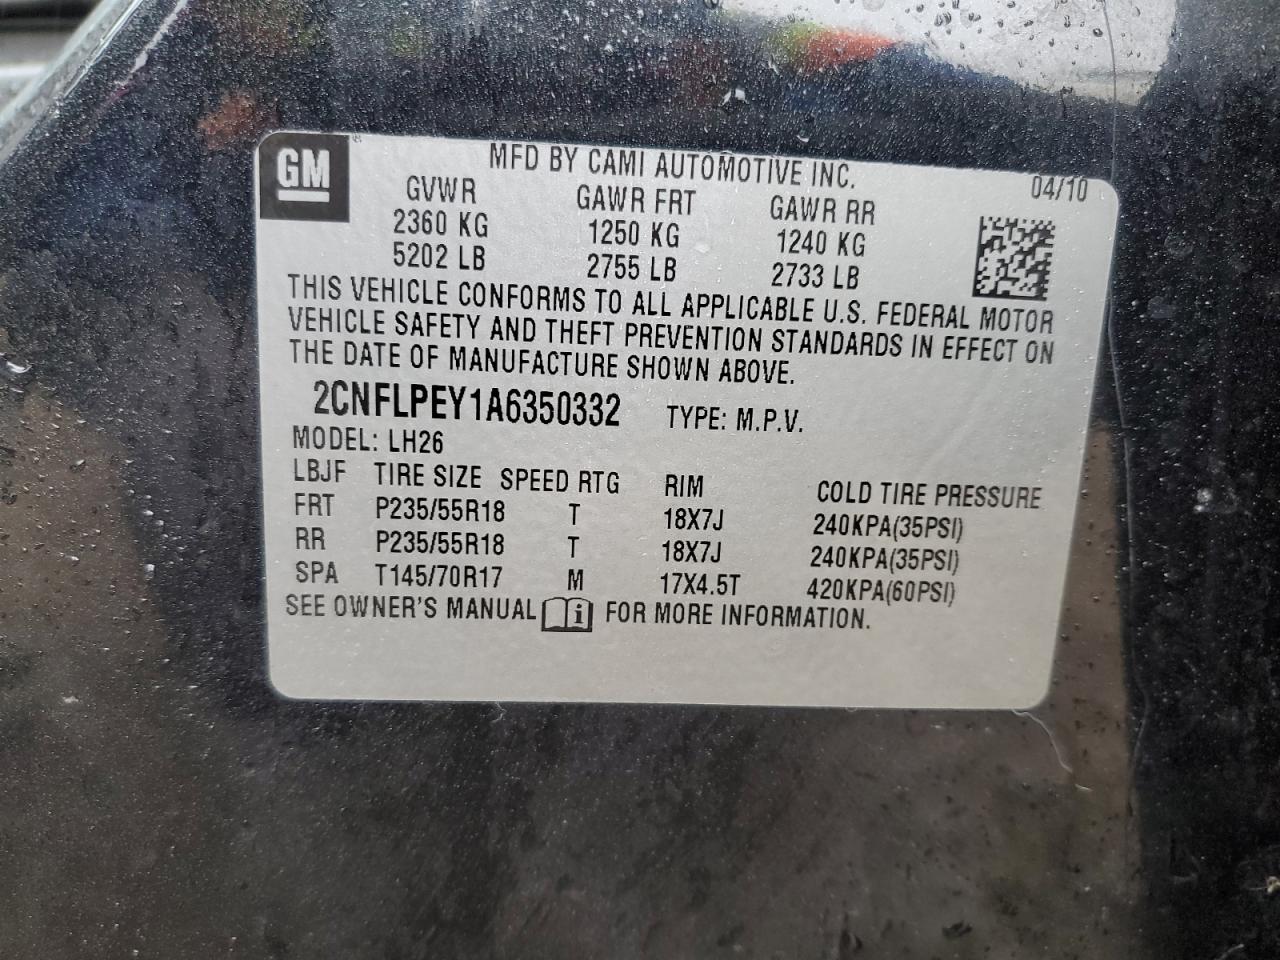 GM
MFD BY CAMI AUTOMOTIVE INC.
04/10
GVWR GAWR FRT GAWR RR
2360 KG 1250 KG 1240 KG
5202 LB 2755 LB 2733 LB
THIS VEHICLE CONFORMS TO ALL APPLICABLE U.S. FEDERAL MOTOR
VEHICLE SAFETY AND THEFT PREVENTION STANDARDS IN EFFECT ON
THE DATE OF MANUFACTURE SHOWN ABOVE.
2CNFLPEY1A6350332 TYPE: M.P.V.
MODEL: LH26
LBJF TIRE SIZE SPEED RTG RIM COLD TIRE PRESSURE
FRT P235/55R18 T 18X7J 240KPA(35PSI)
RR P235/55R18 T 18X7J 240KPA(35PSI)
SPA T145/70R17 M 17X4.5T 420KPA(60PSI)
SEE OWNER'S MANUAL i FOR MORE INFORMATION.